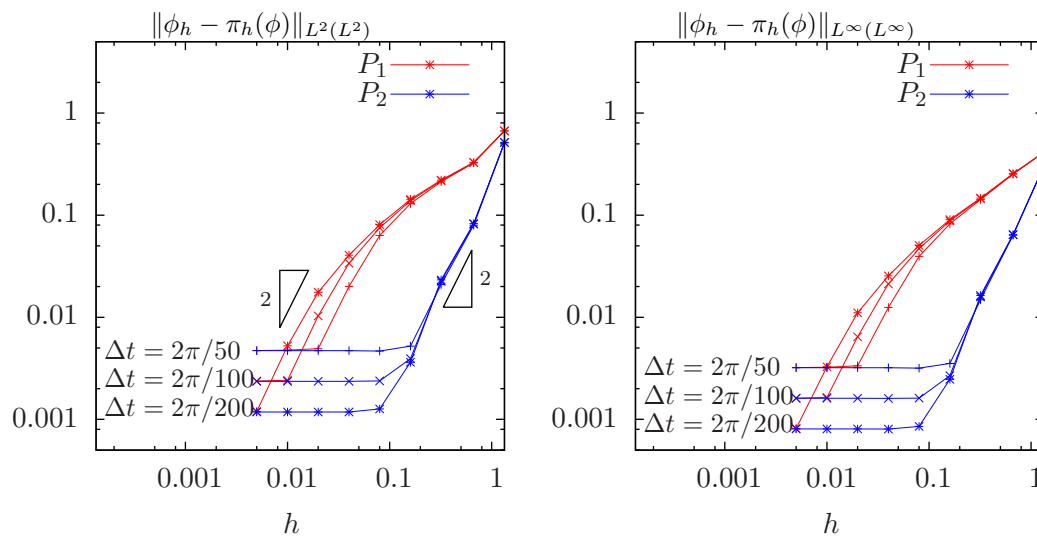 ‖ϕ_h − π_h(ϕ)‖_{L²(L²)}
P₁
P₂
1
0.1
0.01
0.001
2
2
Δt = 2π/50
Δt = 2π/100
Δt = 2π/200
0.001 0.01 0.1 1
h
‖ϕ_h − π_h(ϕ)‖_{L^∞(L^∞)}
P₁
P₂
1
0.1
0.01
0.001
Δt = 2π/50
Δt = 2π/100
Δt = 2π/200
0.001 0.01 0.1 1
h